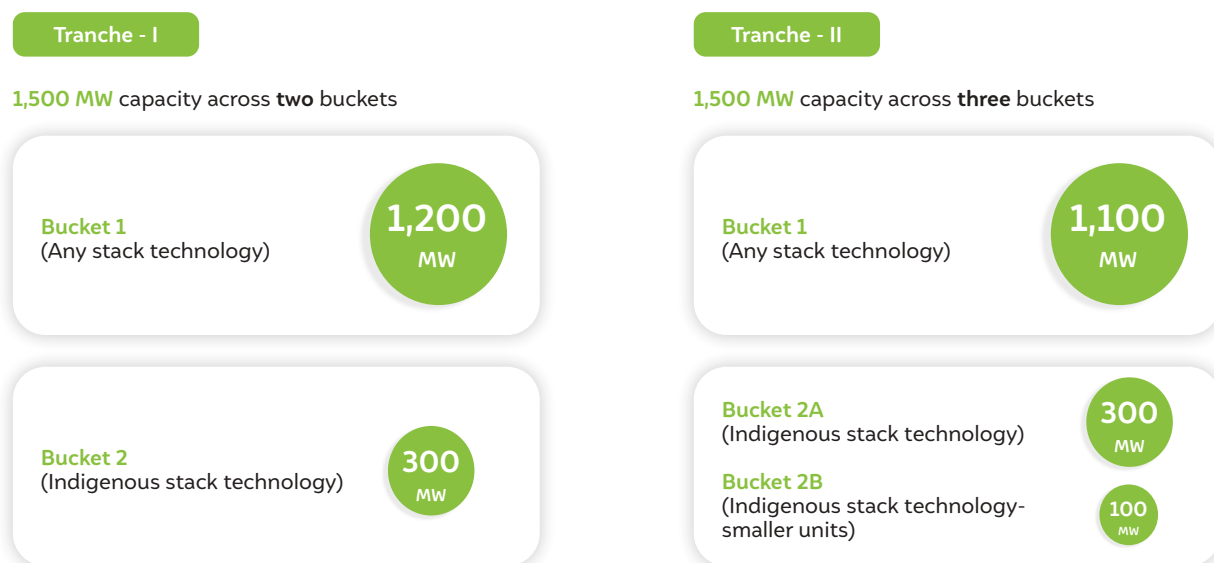 Tranche - I
1,500 MW capacity across two buckets
Bucket 1
(Any stack technology)
1,200
MW
Bucket 2
(Indigenous stack technology)
300
MW
Tranche - II
1,500 MW capacity across three buckets
Bucket 1
(Any stack technology)
1,100
MW
Bucket 2A
(Indigenous stack technology)
300
MW
Bucket 2B
(Indigenous stack technology-
smaller units)
100
MW